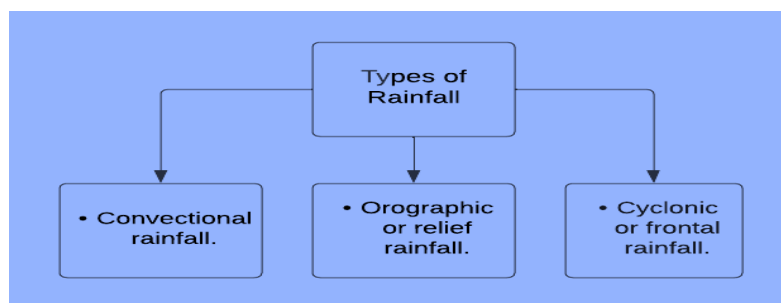 Types of
Rainfall
• Convectional
rainfall.
• Orographic
or relief
rainfall.
• Cyclonic
or frontal
rainfall.